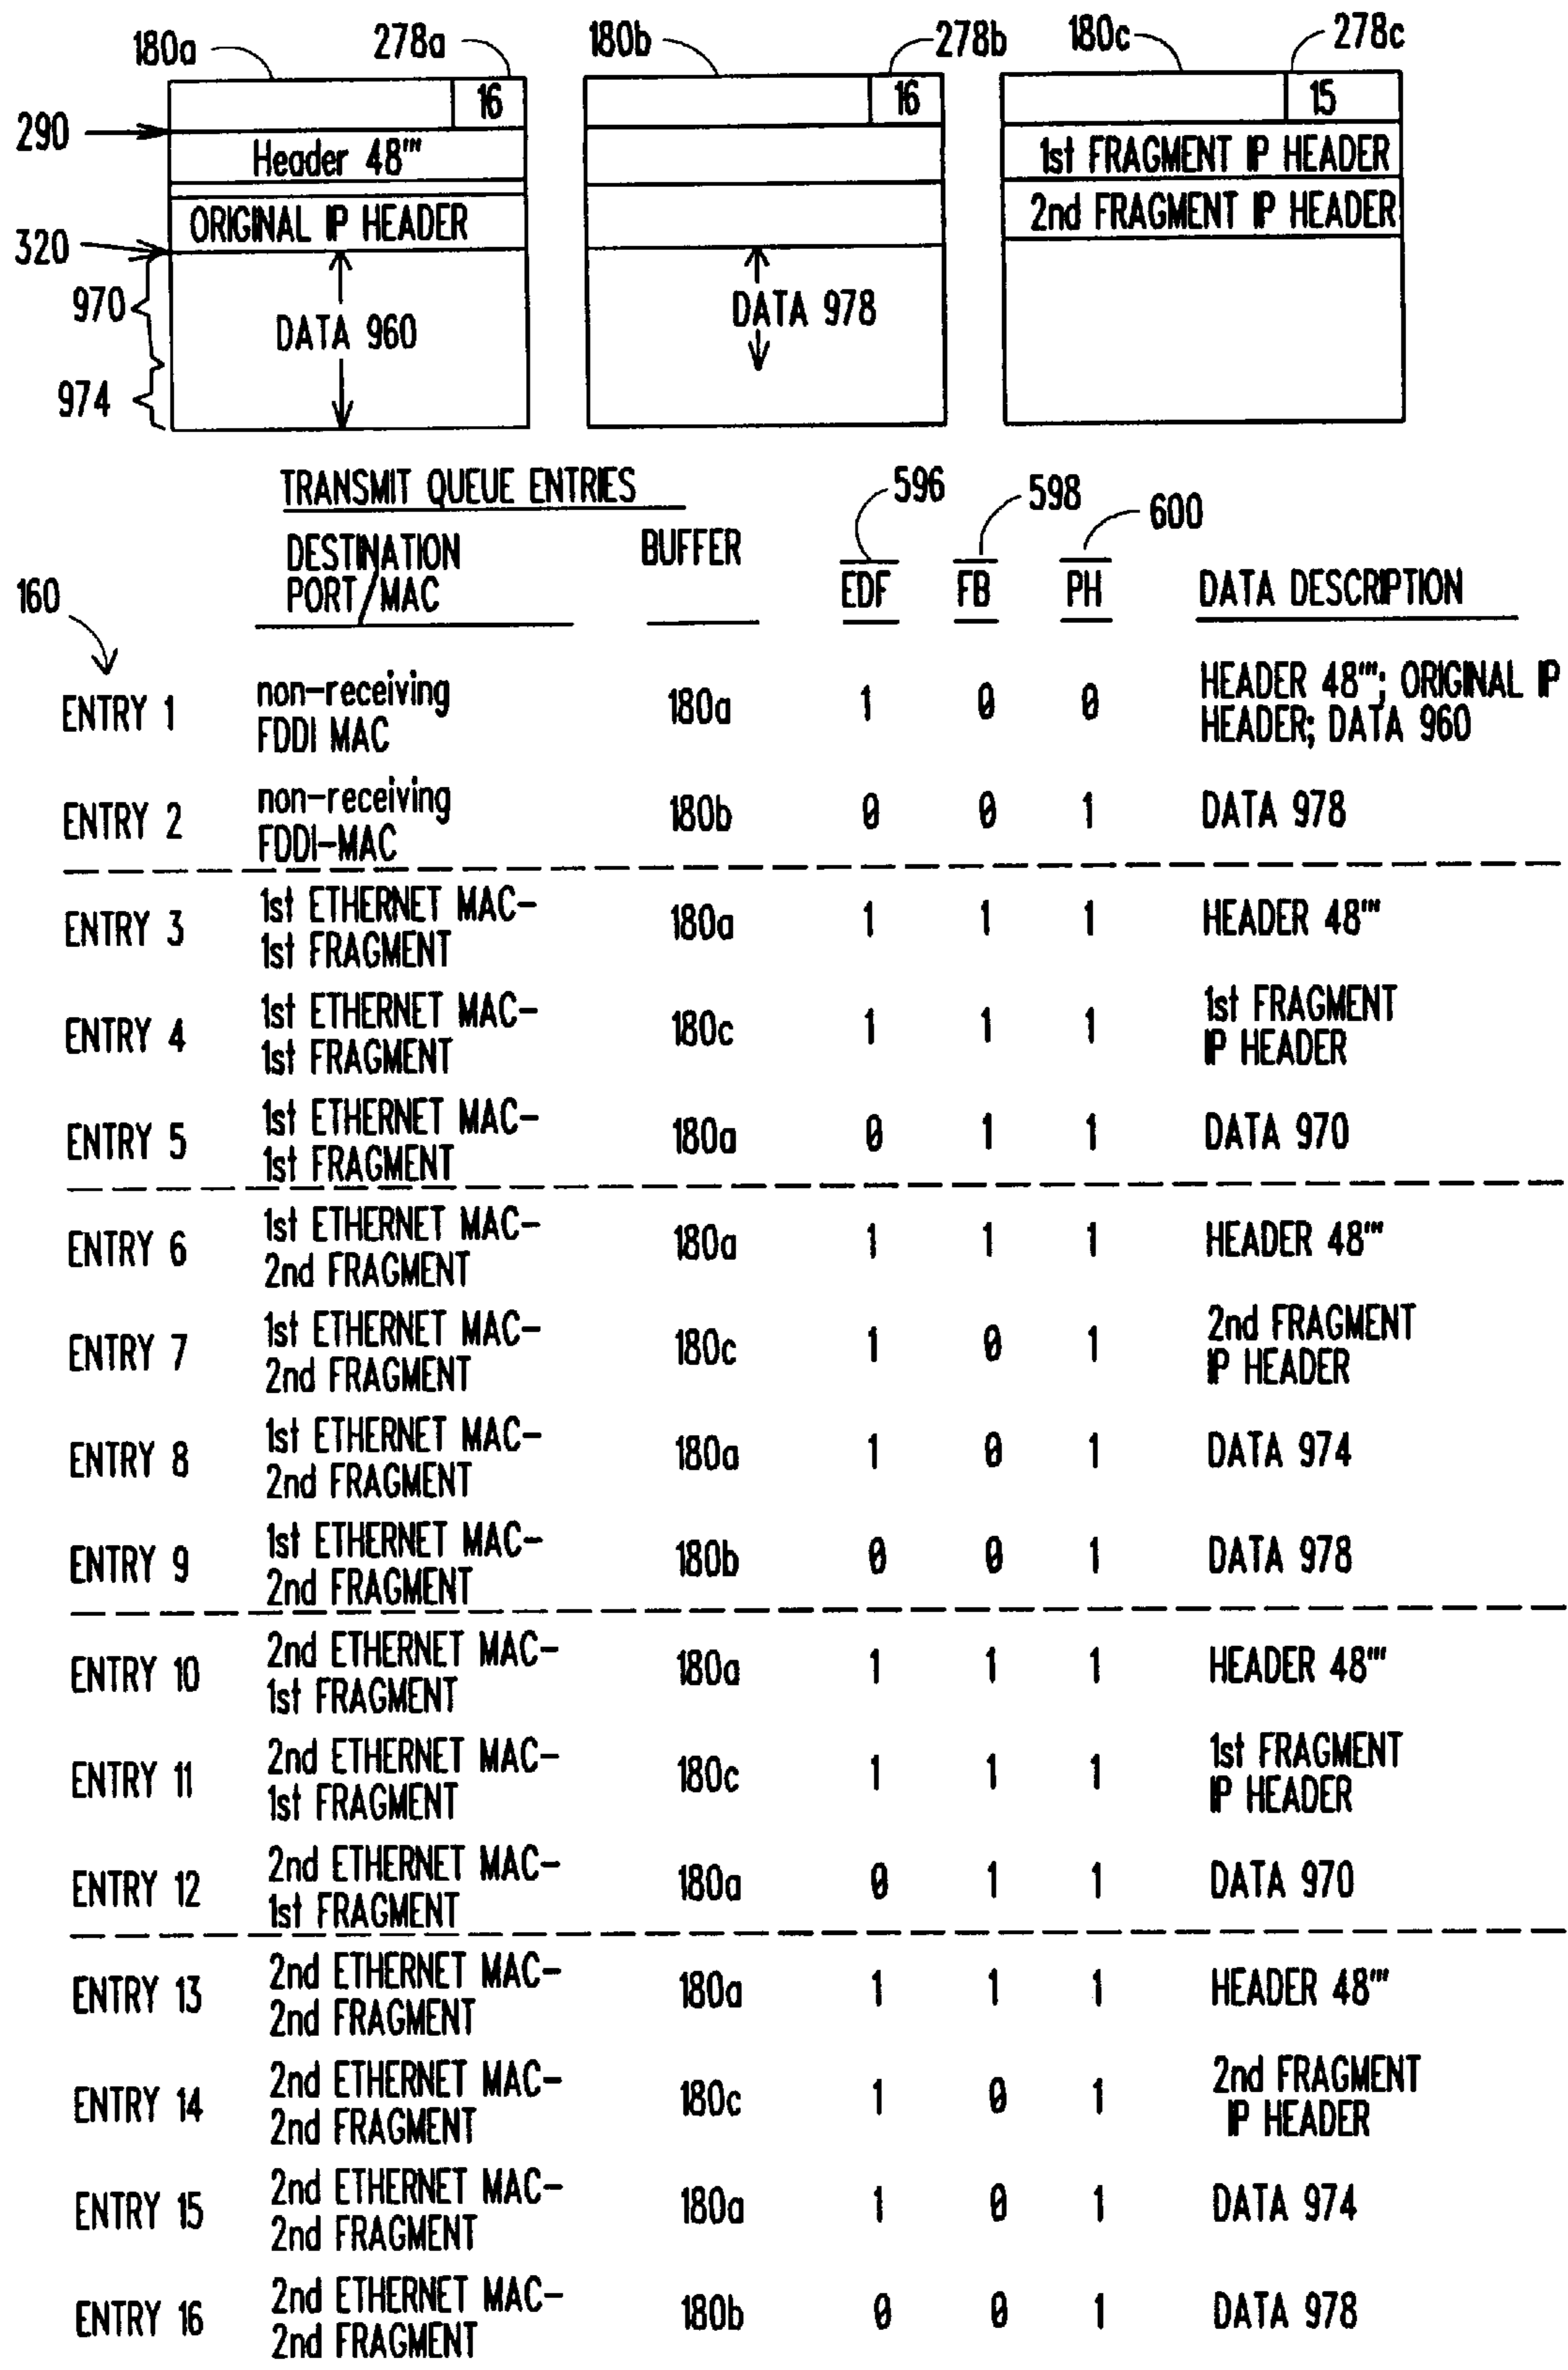 180a 278a 180b 278b 180c 278c
16 16 15
290 Header 48''' 1st FRAGMENT IP HEADER
ORIGINAL IP HEADER 2nd FRAGMENT IP HEADER
320
970 DATA 960 DATA 978
974
TRANSMIT QUEUE ENTRIES 596 598 600
DESTINATION BUFFER
PORT/MAC EDF FB PH DATA DESCRIPTION
160
ENTRY 1 non-receiving 180a 1 0 0 HEADER 48'''; ORIGINAL IP
FDDI MAC HEADER; DATA 960
ENTRY 2 non-receiving 180b 0 0 1 DATA 978
FDDI-MAC
ENTRY 3 1st ETHERNET MAC- 180a 1 1 1 HEADER 48'''
1st FRAGMENT
ENTRY 4 1st ETHERNET MAC- 180c 1 1 1 1st FRAGMENT
1st FRAGMENT IP HEADER
ENTRY 5 1st ETHERNET MAC- 180a 0 1 1 DATA 970
1st FRAGMENT
ENTRY 6 1st ETHERNET MAC- 180a 1 1 1 HEADER 48'''
2nd FRAGMENT
ENTRY 7 1st ETHERNET MAC- 180c 1 0 1 2nd FRAGMENT
2nd FRAGMENT IP HEADER
ENTRY 8 1st ETHERNET MAC- 180a 1 0 1 DATA 974
2nd FRAGMENT
ENTRY 9 1st ETHERNET MAC- 180b 0 0 1 DATA 978
2nd FRAGMENT
ENTRY 10 2nd ETHERNET MAC- 180a 1 1 1 HEADER 48'''
1st FRAGMENT
ENTRY 11 2nd ETHERNET MAC- 180c 1 1 1 1st FRAGMENT
1st FRAGMENT IP HEADER
ENTRY 12 2nd ETHERNET MAC- 180a 0 1 1 DATA 970
1st FRAGMENT
ENTRY 13 2nd ETHERNET MAC- 180a 1 1 1 HEADER 48'''
2nd FRAGMENT
ENTRY 14 2nd ETHERNET MAC- 180c 1 0 1 2nd FRAGMENT
2nd FRAGMENT IP HEADER
ENTRY 15 2nd ETHERNET MAC- 180a 1 0 1 DATA 974
2nd FRAGMENT
ENTRY 16 2nd ETHERNET MAC- 180b 0 0 1 DATA 978
2nd FRAGMENT